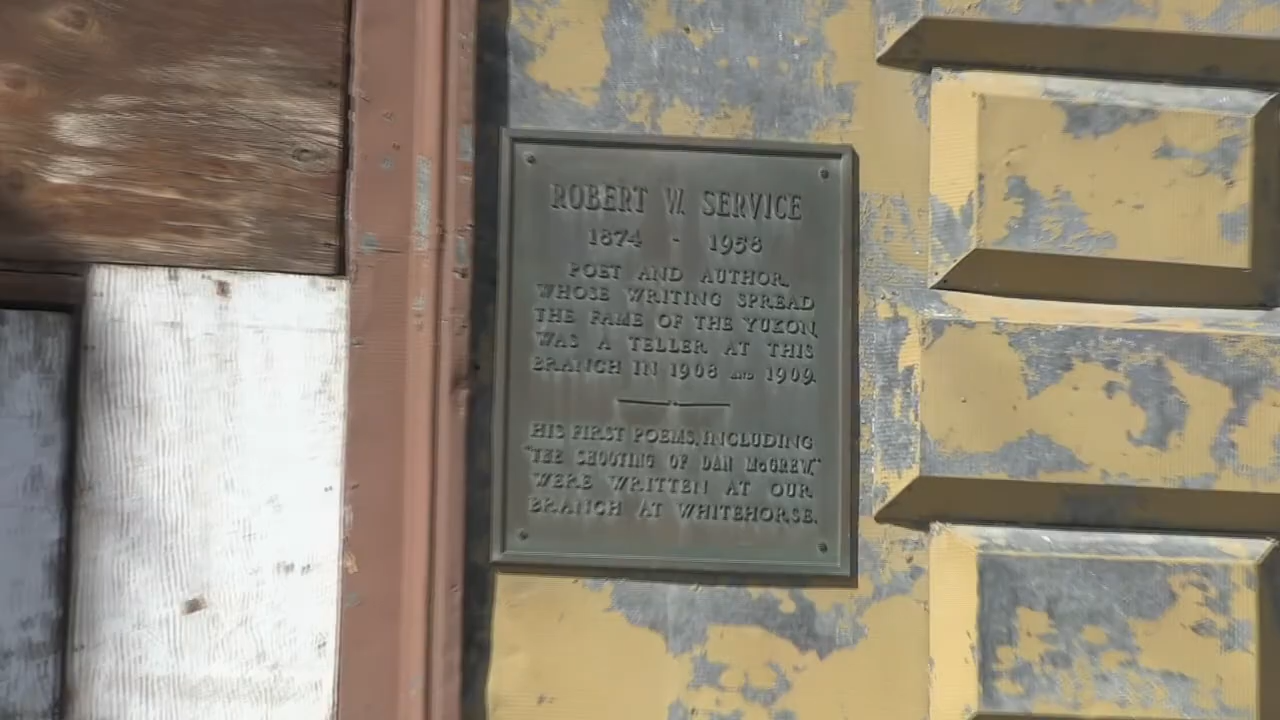 ROBERT W. SERVICE
1874 - 1958
POET AND AUTHOR,
WHOSE WRITING SPREAD
THE FAME OF THE YUKON,
WAS A TELLER AT THIS
BRANCH IN 1908 AND 1909.
HIS FIRST POEMS, INCLUDING
"THE SHOOTING OF DAN McGREW,"
WERE WRITTEN AT OUR
BRANCH AT WHITEHORSE.